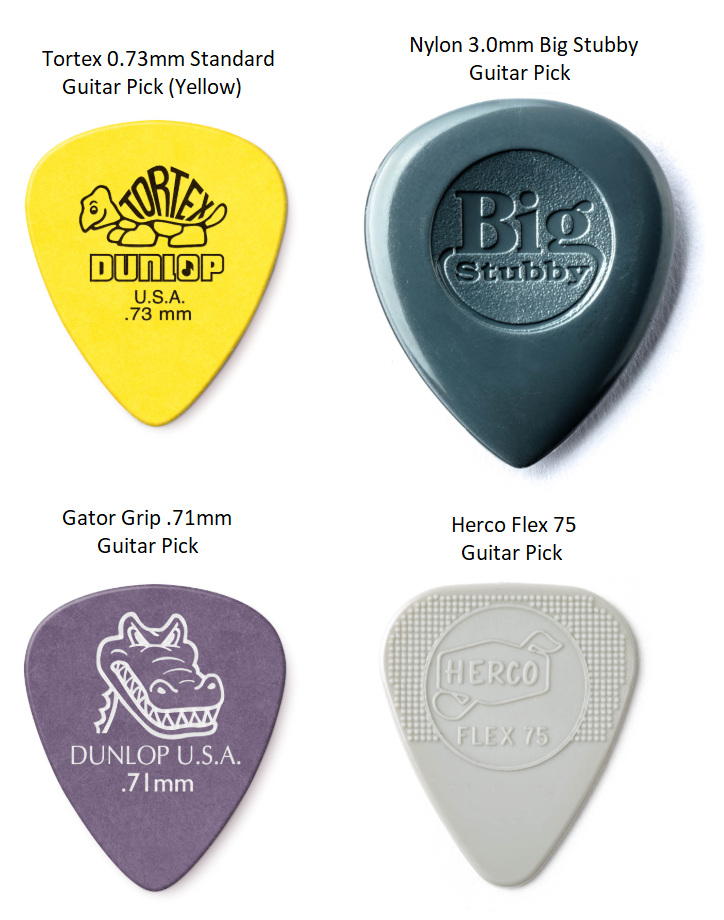 Tortex 0.73mm Standard
Guitar Pick (Yellow)
TORTEX
DUNLOP
U.S.A.
.73 mm
Nylon 3.0mm Big Stubby
Guitar Pick
Big
Stubby
Gator Grip .71mm
Guitar Pick
DUNLOP U.S.A.
.71mm
Herco Flex 75
Guitar Pick
HERCO
FLEX 75